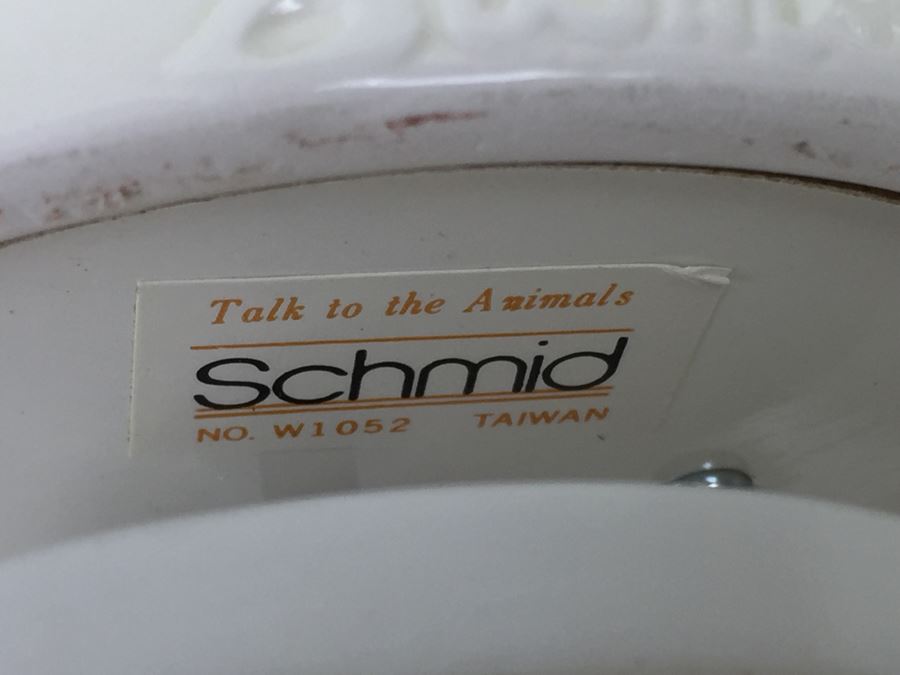 Talk to the Animals
Schmid
NO. W1052 TAIWAN